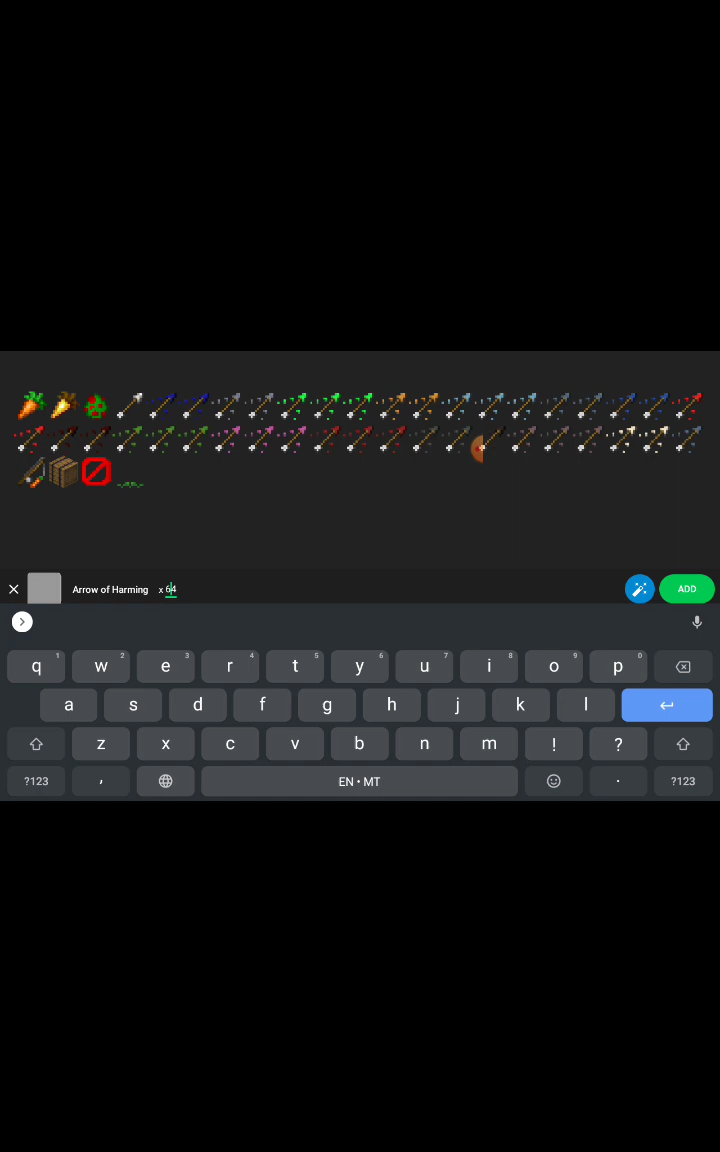 Arrow of Harming x 64
ADD
q 1 w 2 e 3 r 4 t 5 y 6 u 7 i 8 o 9 p 0
a s d f g h j k l
z x c v b n m ! ?
?123 , EN • MT . ?123